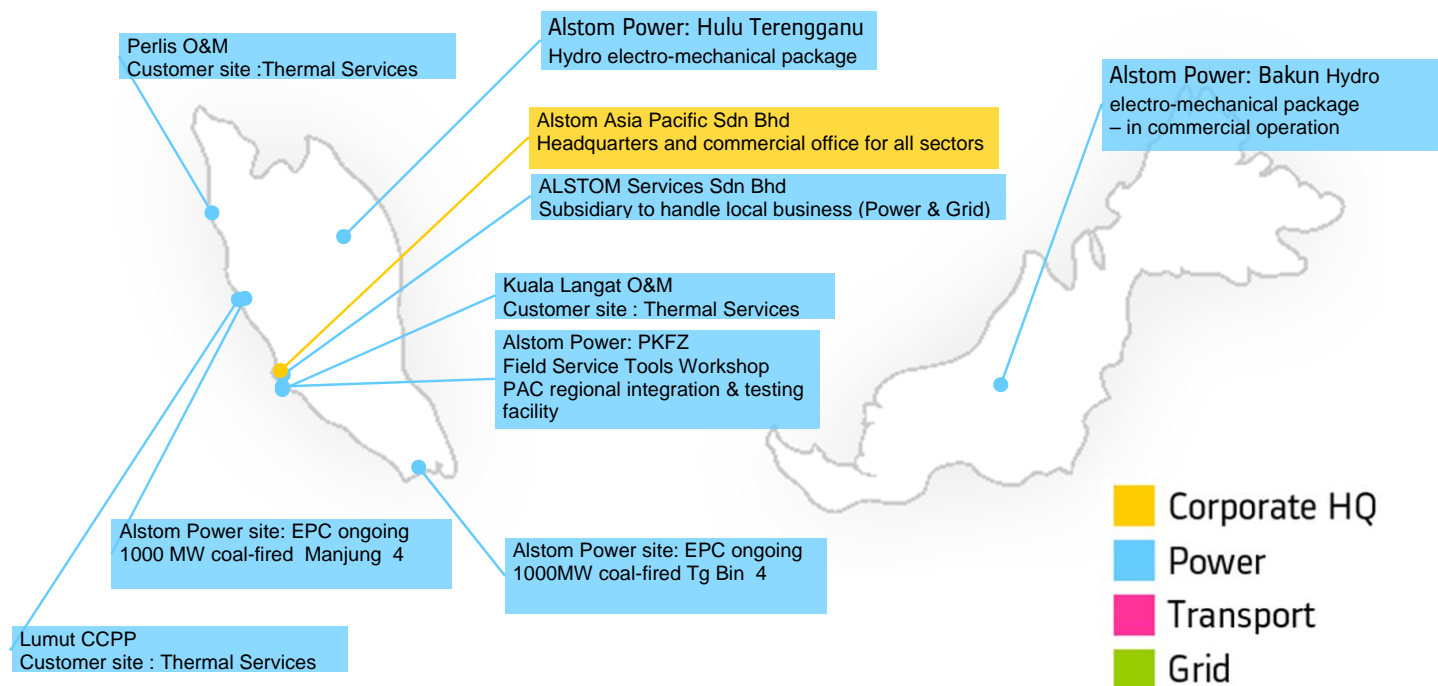 Perlis O&M
Customer site :Thermal Services
Alstom Power: Hulu Terengganu
Hydro electro-mechanical package
Alstom Power: Bakun Hydro
electro-mechanical package
– in commercial operation
Alstom Asia Pacific Sdn Bhd
Headquarters and commercial office for all sectors
ALSTOM Services Sdn Bhd
Subsidiary to handle local business (Power & Grid)
Kuala Langat O&M
Customer site : Thermal Services
Alstom Power: PKFZ
Field Service Tools Workshop
PAC regional integration & testing
facility
Alstom Power site: EPC ongoing
1000 MW coal-fired Manjung 4
Alstom Power site: EPC ongoing
1000MW coal-fired Tg Bin 4
Lumut CCPP
Customer site : Thermal Services
Corporate HQ
Power
Transport
Grid